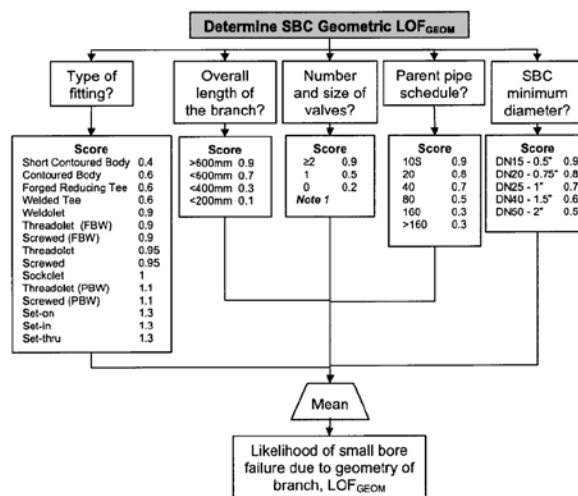 Determine SBC Geometric LOFGEOM
Type of
fitting?
Overall
length of
the branch?
Number
and size of
valves?
Parent pipe
schedule?
SBC
minimum
diameter?
Score
Short Contoured Body 0.4
Contoured Body 0.6
Forged Reducing Tee 0.6
Welded Tee 0.6
Weldolet 0.9
Threadolet (FBW) 0.9
Screwed (FBW) 0.9
Threadolet 0.95
Screwed 0.95
Sockolet 1
Threadolet (PBW) 1.1
Screwed (PBW) 1.1
Set-on 1.3
Set-in 1.3
Set-thru 1.3
Score
>600mm 0.9
<600mm 0.7
<400mm 0.3
<200mm 0.1
Score
≥2 0.9
1 0.5
0 0.2
Note 1
Score
10S 0.9
20 0.8
40 0.7
80 0.5
160 0.3
>160 0.3
Score
DN15 - 0.5" 0.9
DN20 - 0.75" 0.8
DN25 - 1" 0.7
DN40 - 1.5" 0.6
DN50 - 2" 0.5
Mean
Likelihood of small bore
failure due to geometry of
branch, LOFGEOM